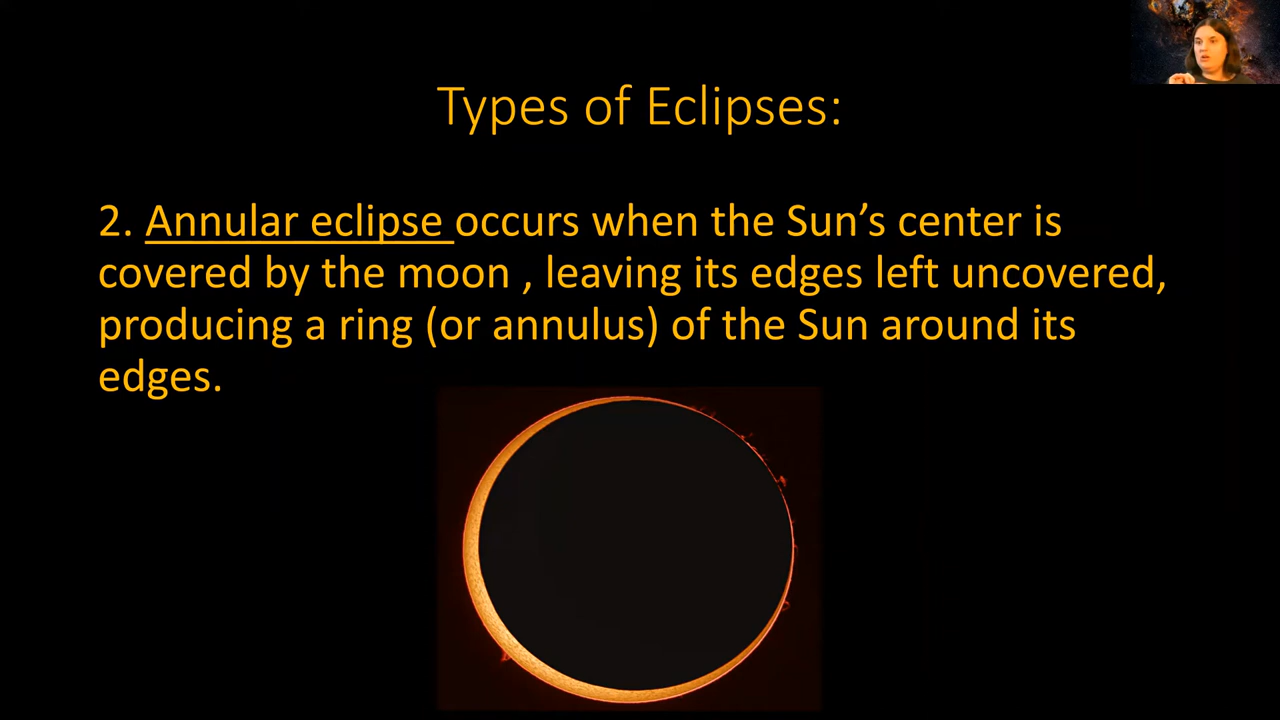 Types of Eclipses:
2. Annular eclipse occurs when the Sun’s center is
covered by the moon , leaving its edges left uncovered,
producing a ring (or annulus) of the Sun around its
edges.